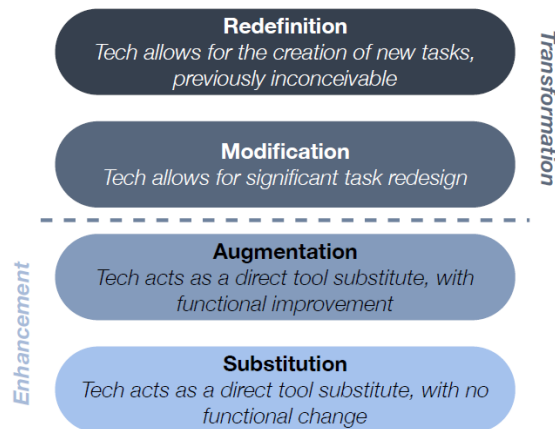 Redefinition
Tech allows for the creation of new tasks,
previously inconceivable
Transformation
Modification
Tech allows for significant task redesign
Augmentation
Tech acts as a direct tool substitute, with
functional improvement
Enhancement
Substitution
Tech acts as a direct tool substitute, with no
functional change